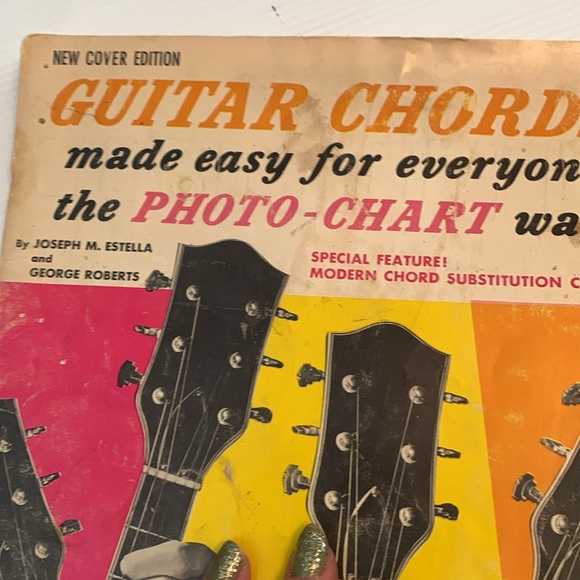 NEW COVER EDITION
GUITAR CHORD
made easy for everyon
the PHOTO-CHART wa
By JOSEPH M. ESTELLA
and
GEORGE ROBERTS
SPECIAL FEATURE!
MODERN CHORD SUBSTITUTION C